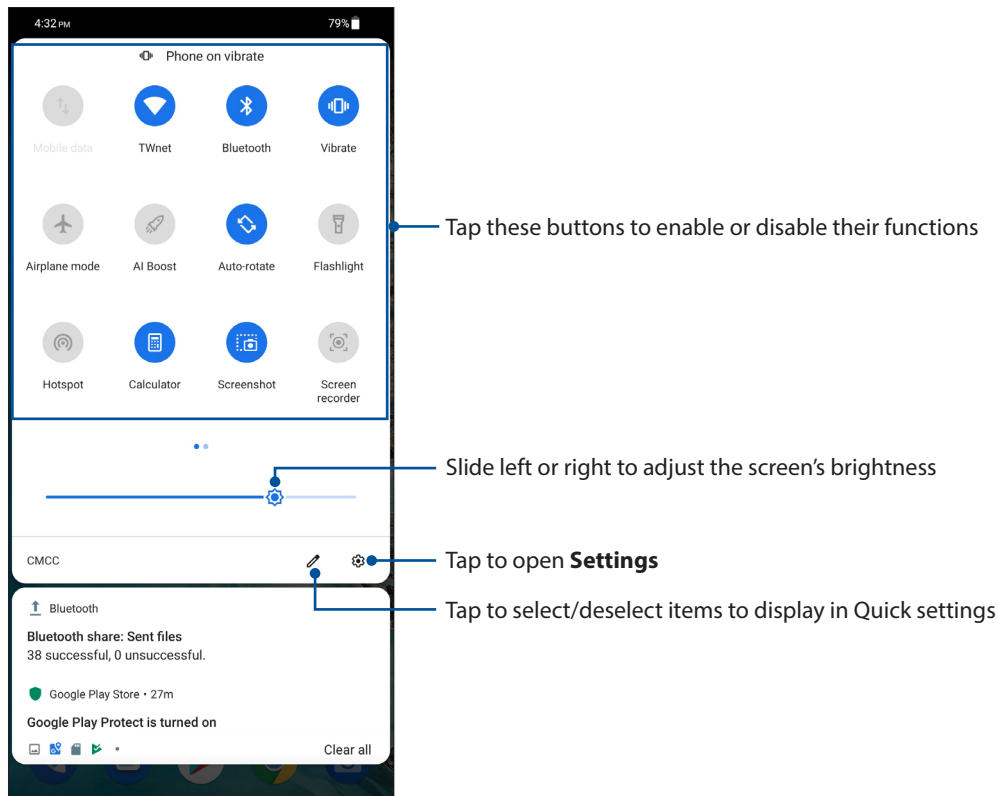 4:32 PM 79%
Phone on vibrate
Mobile data TWnet Bluetooth Vibrate
Tap these buttons to enable or disable their functions
Airplane mode AI Boost Auto-rotate Flashlight
Hotspot Calculator Screenshot Screen
recorder
Slide left or right to adjust the screen’s brightness
CMCC
Tap to open Settings
Tap to select/deselect items to display in Quick settings
Bluetooth
Bluetooth share: Sent files
38 successful, 0 unsuccessful.
Google Play Store • 27m
Google Play Protect is turned on
Clear all